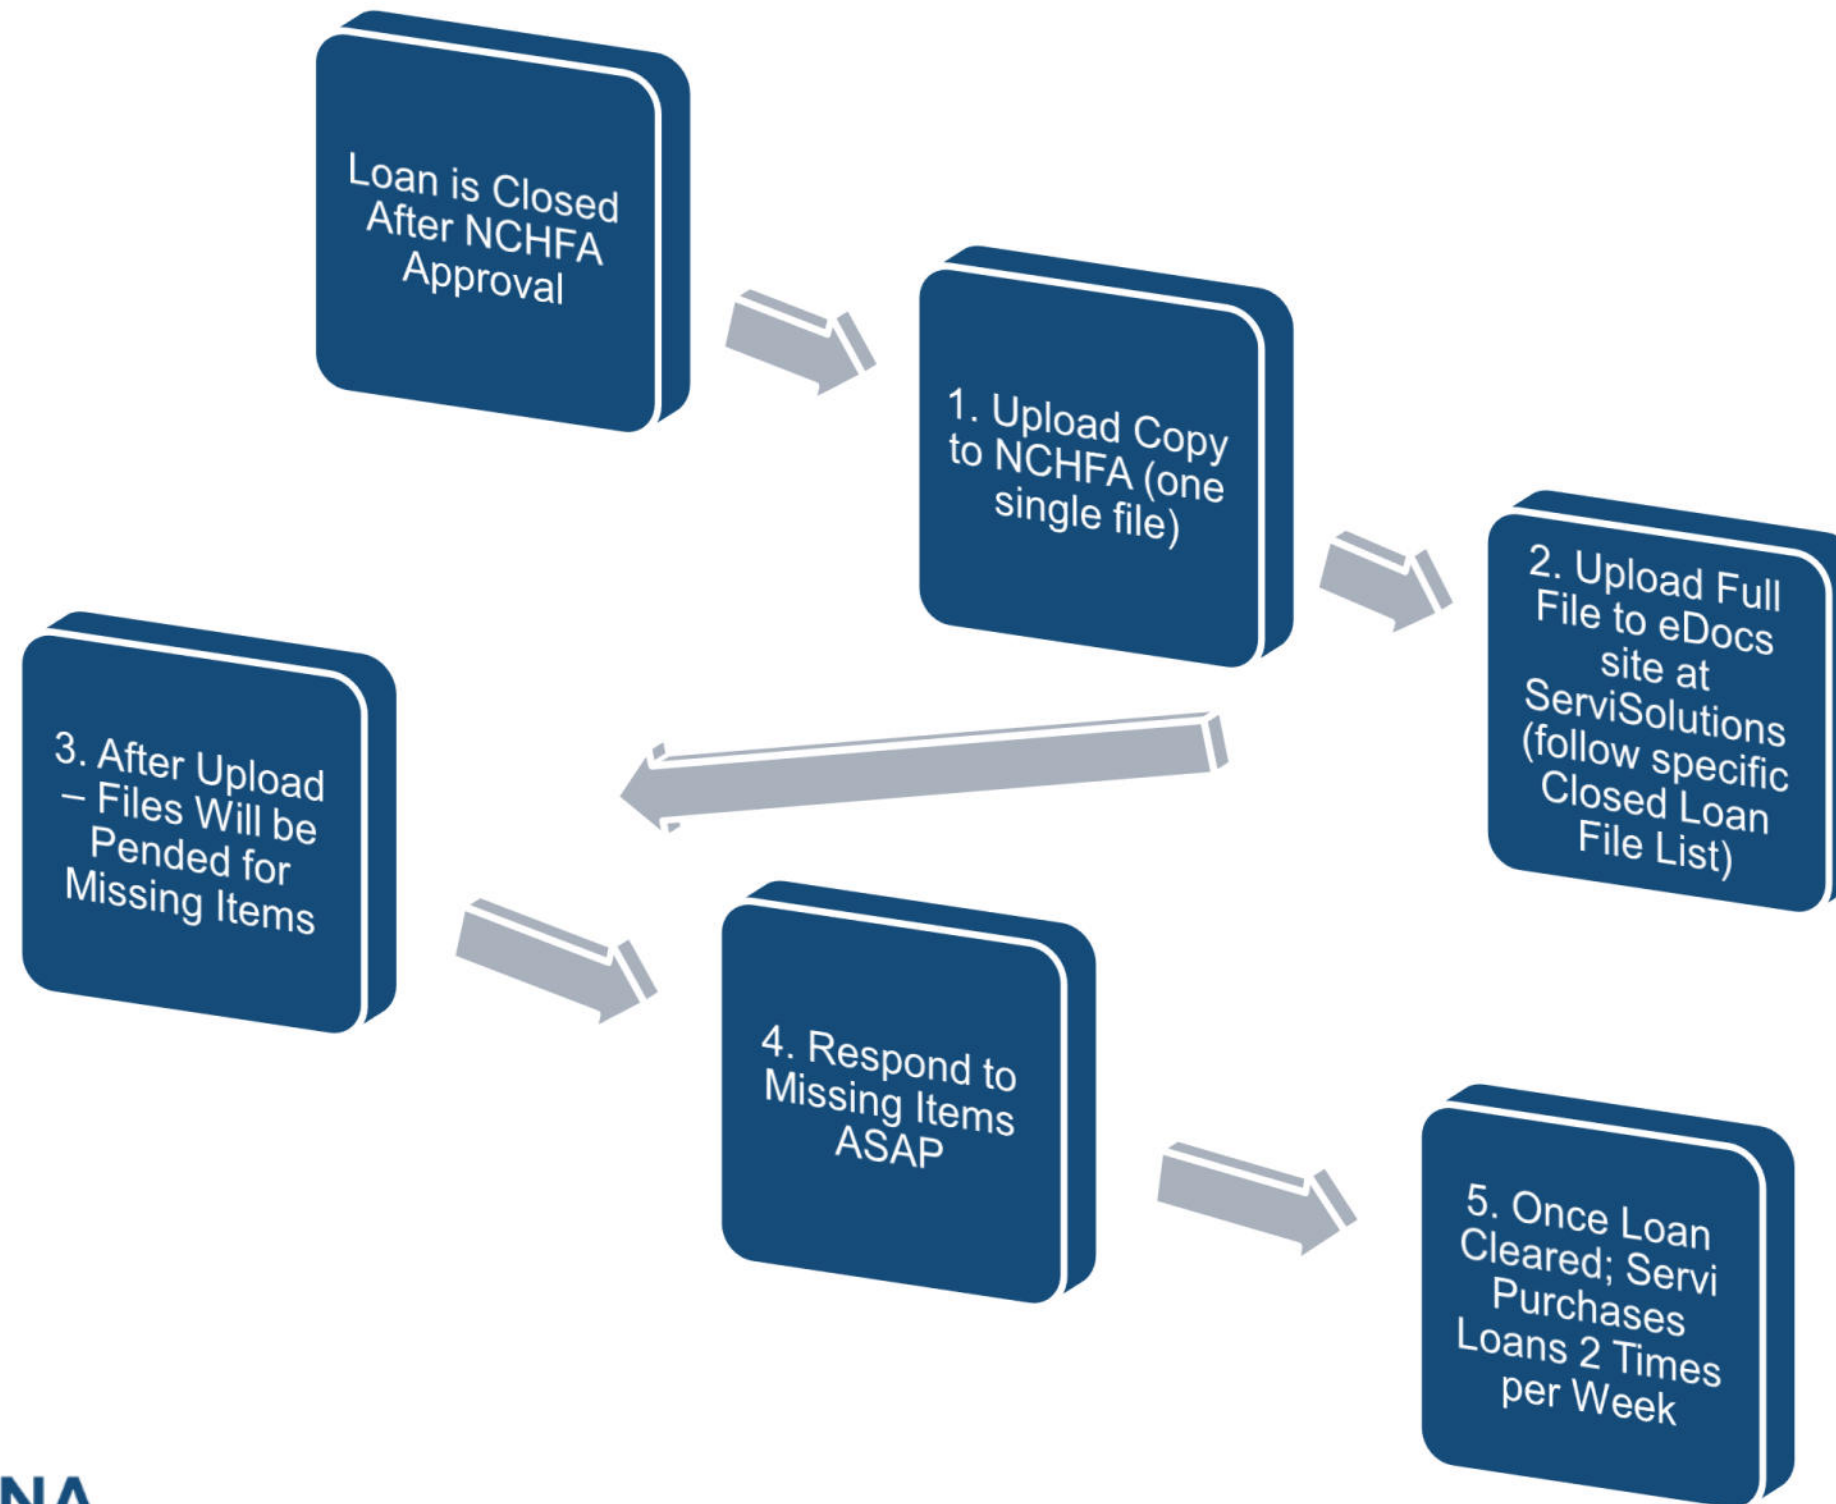 Loan is Closed
After NCHFA
Approval
1. Upload Copy
to NCHFA (one
single file)
2. Upload Full
File to eDocs
site at
ServiSolutions
(follow specific
Closed Loan
File List)
3. After Upload
– Files Will be
Pended for
Missing Items
4. Respond to
Missing Items
ASAP
5. Once Loan
Cleared; Servi
Purchases
Loans 2 Times
per Week